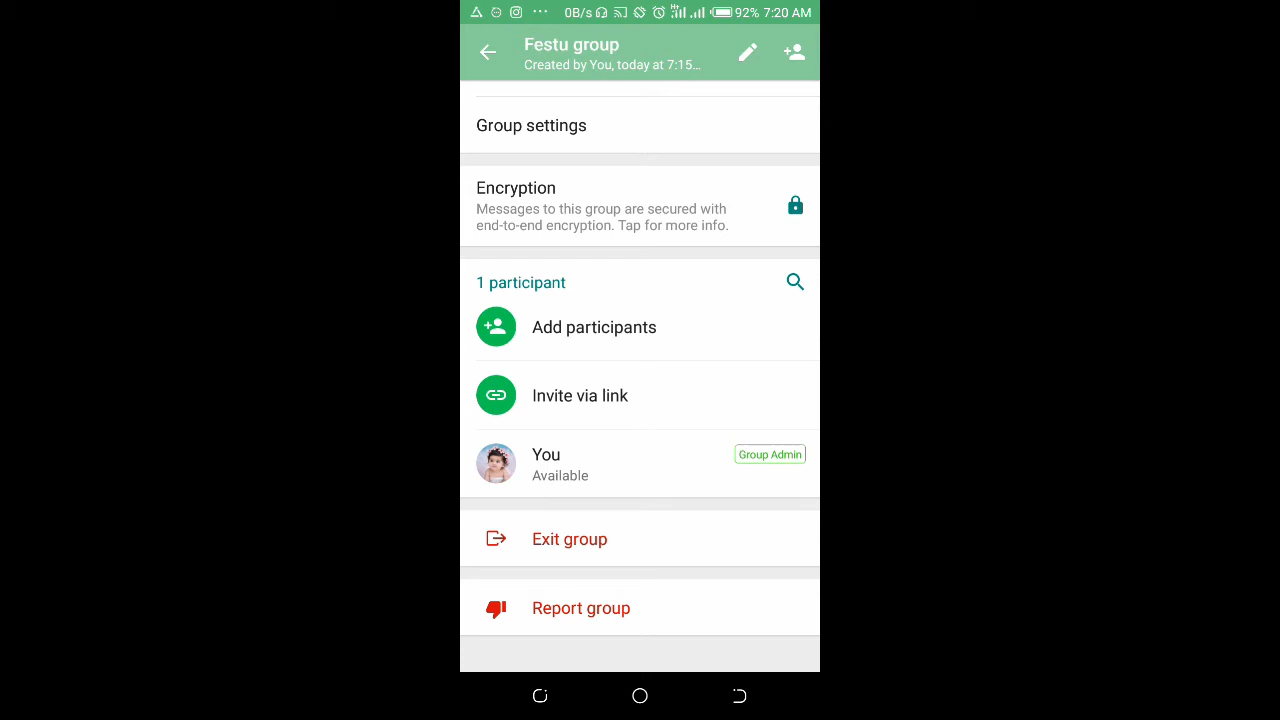 0B/s 92% 7:20 AM
Festu group
Created by You, today at 7:15...
Group settings
Encryption
Messages to this group are secured with
end-to-end encryption. Tap for more info.
1 participant
Add participants
Invite via link
You
Group Admin
Available
Exit group
Report group